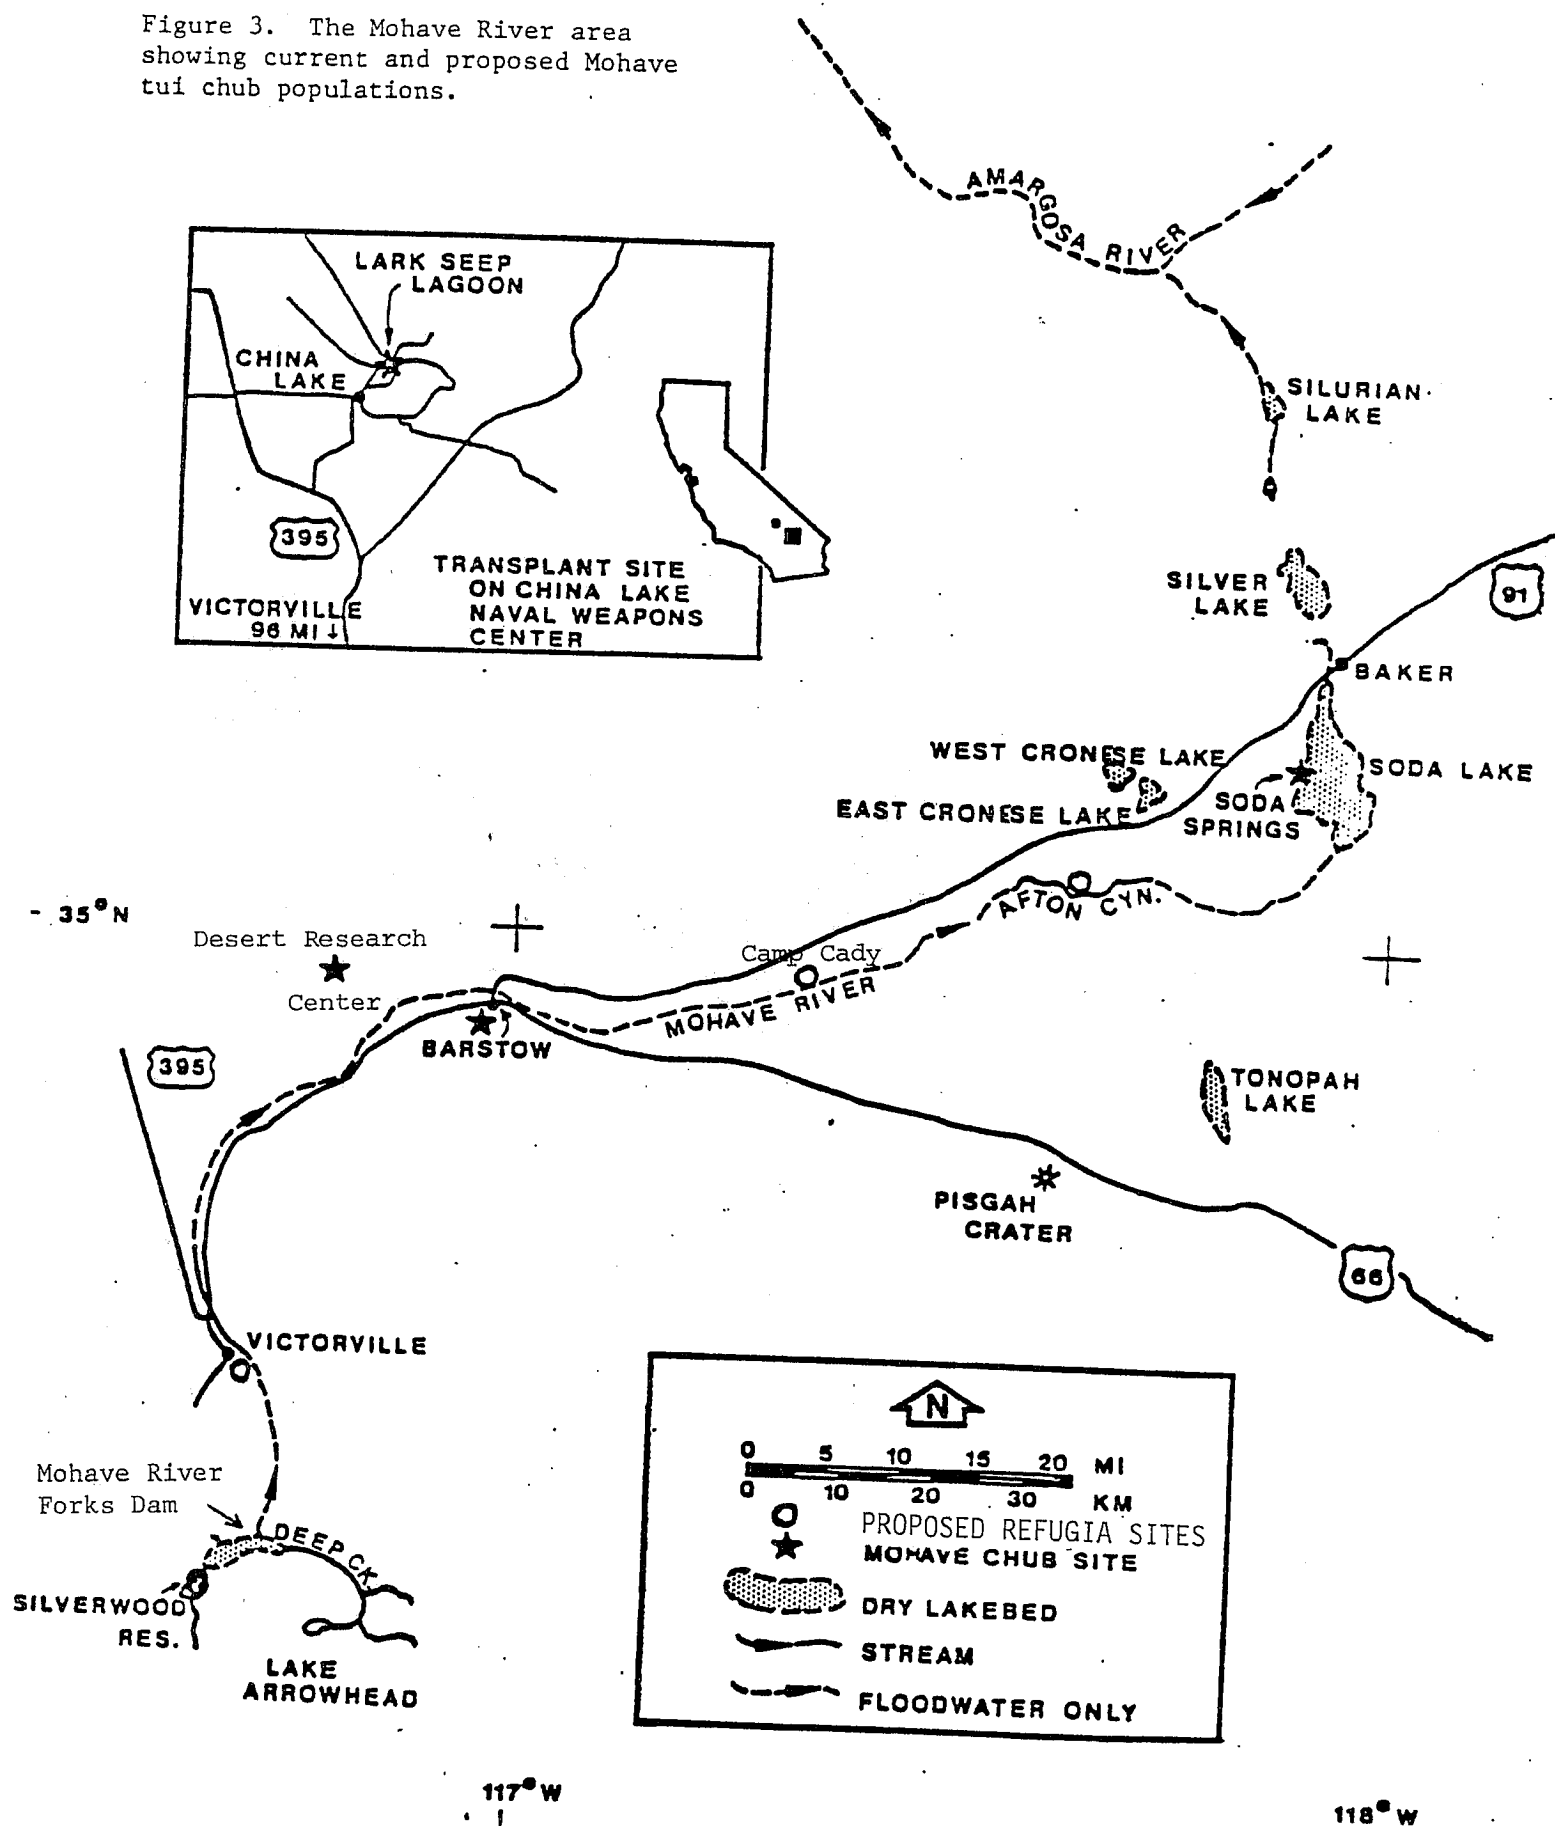 Figure 3. The Mohave River area
showing current and proposed Mohave
tui chub populations.
AMARGOSA RIVER
LARK SEEP
LAGOON
CHINA
LAKE
395
VICTORVILLE
96 MI ↓
TRANSPLANT SITE
ON CHINA LAKE
NAVAL WEAPONS
CENTER
SILURIAN
LAKE
SILVER
LAKE
91
BAKER
WEST CRONESE LAKE
EAST CRONESE LAKE
SODA LAKE
SODA
SPRINGS
- 35° N
AFTON CYN.
Desert Research
Center
Camp Cady
MOHAVE RIVER
BARSTOW
395
TONOPAH
LAKE
PISGAH
CRATER
66
VICTORVILLE
Mohave River
Forks Dam
DEEP CK.
SILVERWOOD
RES.
LAKE
ARROWHEAD
N
0 5 10 15 20 MI
0 10 20 30 KM
PROPOSED REFUGIA SITES
MOHAVE CHUB SITE
DRY LAKEBED
STREAM
FLOODWATER ONLY
117° W
118° W